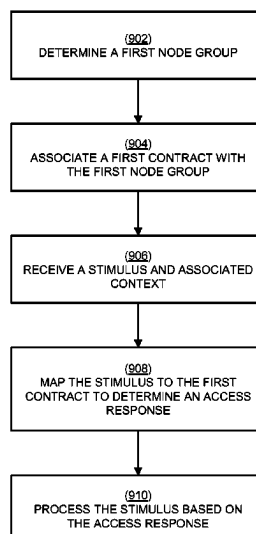 (902)
DETERMINE A FIRST NODE GROUP
(904)
ASSOCIATE A FIRST CONTRACT WITH
THE FIRST NODE GROUP
(906)
RECEIVE A STIMULUS AND ASSOCIATED
CONTEXT
(908)
MAP THE STIMULUS TO THE FIRST
CONTRACT TO DETERMINE AN ACCESS
RESPONSE
(910)
PROCESS THE STIMULUS BASED ON
THE ACCESS RESPONSE